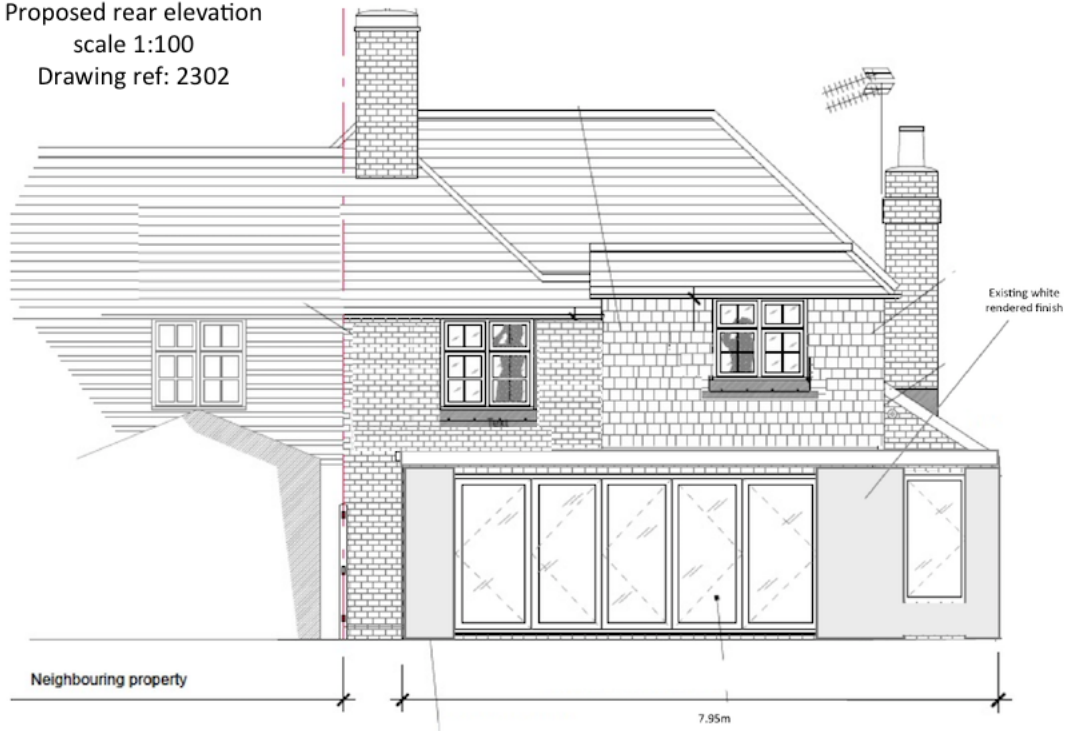 Proposed rear elevation
scale 1:100
Drawing ref: 2302
Existing white
rendered finish
Neighbouring property
7.95m